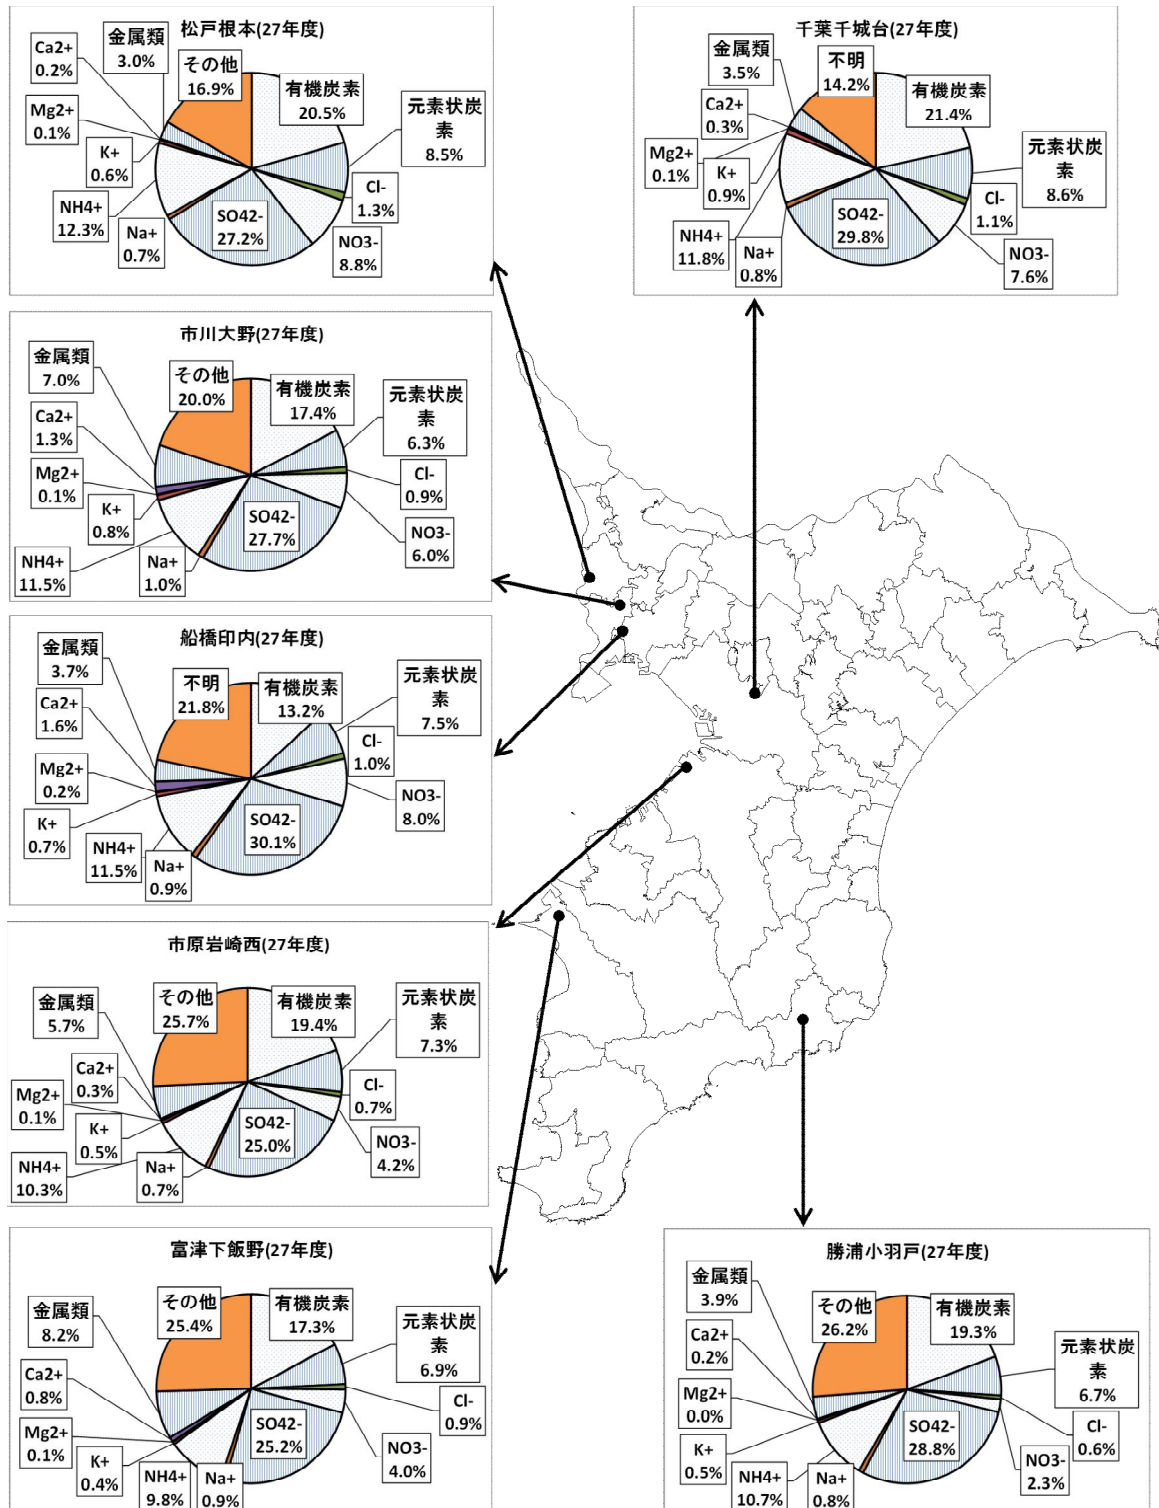 松戸根本(27年度)
Ca2+
0.2%
金属類
3.0%
その他
16.9%
有機炭素
20.5%
元素状炭
素
8.5%
Mg2+
0.1%
K+
0.6%
NH4+
12.3%
Na+
0.7%
SO42-
27.2%
Cl-
1.3%
NO3-
8.8%
千葉千城台(27年度)
金属類
3.5%
不明
14.2%
有機炭素
21.4%
Ca2+
0.3%
元素状炭
素
8.6%
Mg2+
0.1%
K+
0.9%
NH4+
11.8%
Na+
0.8%
SO42-
29.8%
Cl-
1.1%
NO3-
7.6%
市川大野(27年度)
金属類
7.0%
その他
20.0%
有機炭素
17.4%
元素状炭
素
6.3%
Ca2+
1.3%
Mg2+
0.1%
K+
0.8%
NH4+
11.5%
Na+
1.0%
SO42-
27.7%
Cl-
0.9%
NO3-
6.0%
船橋印内(27年度)
金属類
3.7%
不明
21.8%
有機炭素
13.2%
元素状炭
素
7.5%
Ca2+
1.6%
Mg2+
0.2%
K+
0.7%
NH4+
11.5%
Na+
0.9%
SO42-
30.1%
Cl-
1.0%
NO3-
8.0%
市原岩崎西(27年度)
金属類
5.7%
その他
25.7%
有機炭素
19.4%
元素状炭
素
7.3%
Ca2+
0.3%
Mg2+
0.1%
K+
0.5%
NH4+
10.3%
Na+
0.7%
SO42-
25.0%
Cl-
0.7%
NO3-
4.2%
富津下飯野(27年度)
金属類
8.2%
その他
25.4%
有機炭素
17.3%
元素状炭
素
6.9%
Ca2+
0.8%
Mg2+
0.1%
K+
0.4%
NH4+
9.8%
Na+
0.9%
SO42-
25.2%
Cl-
0.9%
NO3-
4.0%
勝浦小羽戸(27年度)
金属類
3.9%
その他
26.2%
有機炭素
19.3%
元素状炭
素
6.7%
Ca2+
0.2%
Mg2+
0.0%
K+
0.5%
NH4+
10.7%
Na+
0.8%
SO42-
28.8%
Cl-
0.6%
NO3-
2.3%